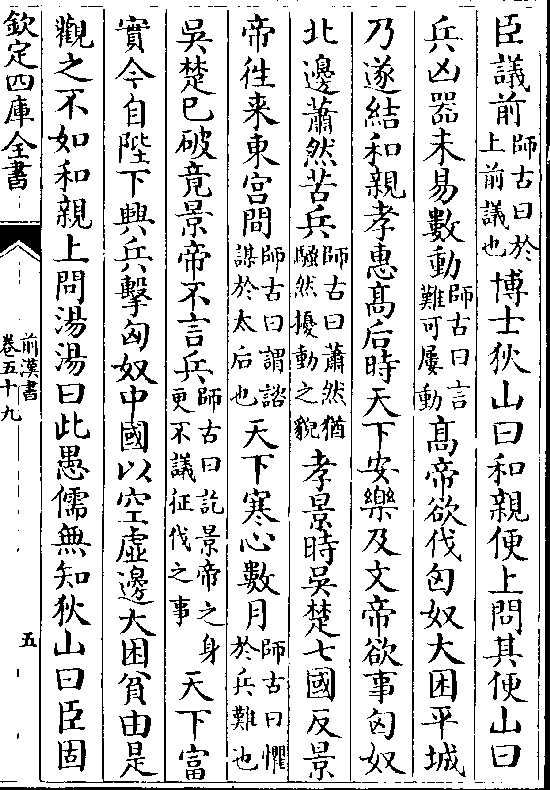 臣議前師古曰於上前議也博士狄山曰和親便上問其便山曰
兵凶器未易數動師古曰言難可屢動高帝欲伐匈奴大困平城
乃遂結和親孝惠髙后時天下安樂及文帝欲事匈奴
北邊蕭然苦兵師古曰蕭然猶騷然擾動之貌孝景時吳楚七國反景
帝往来東宮間師古曰謂諮謀於太后也天下寒心數月師古曰懼於兵難也
吳楚已破竟景帝不言兵師古曰訖景帝之身更不議征伐之事天下富
實今自陛下興兵擊匈奴中國以空虛邊大困貧由是
觀之不如和親上問湯湯曰此愚儒無知狄山曰臣固
欽定四庫全書
前漢書
卷五十九
五